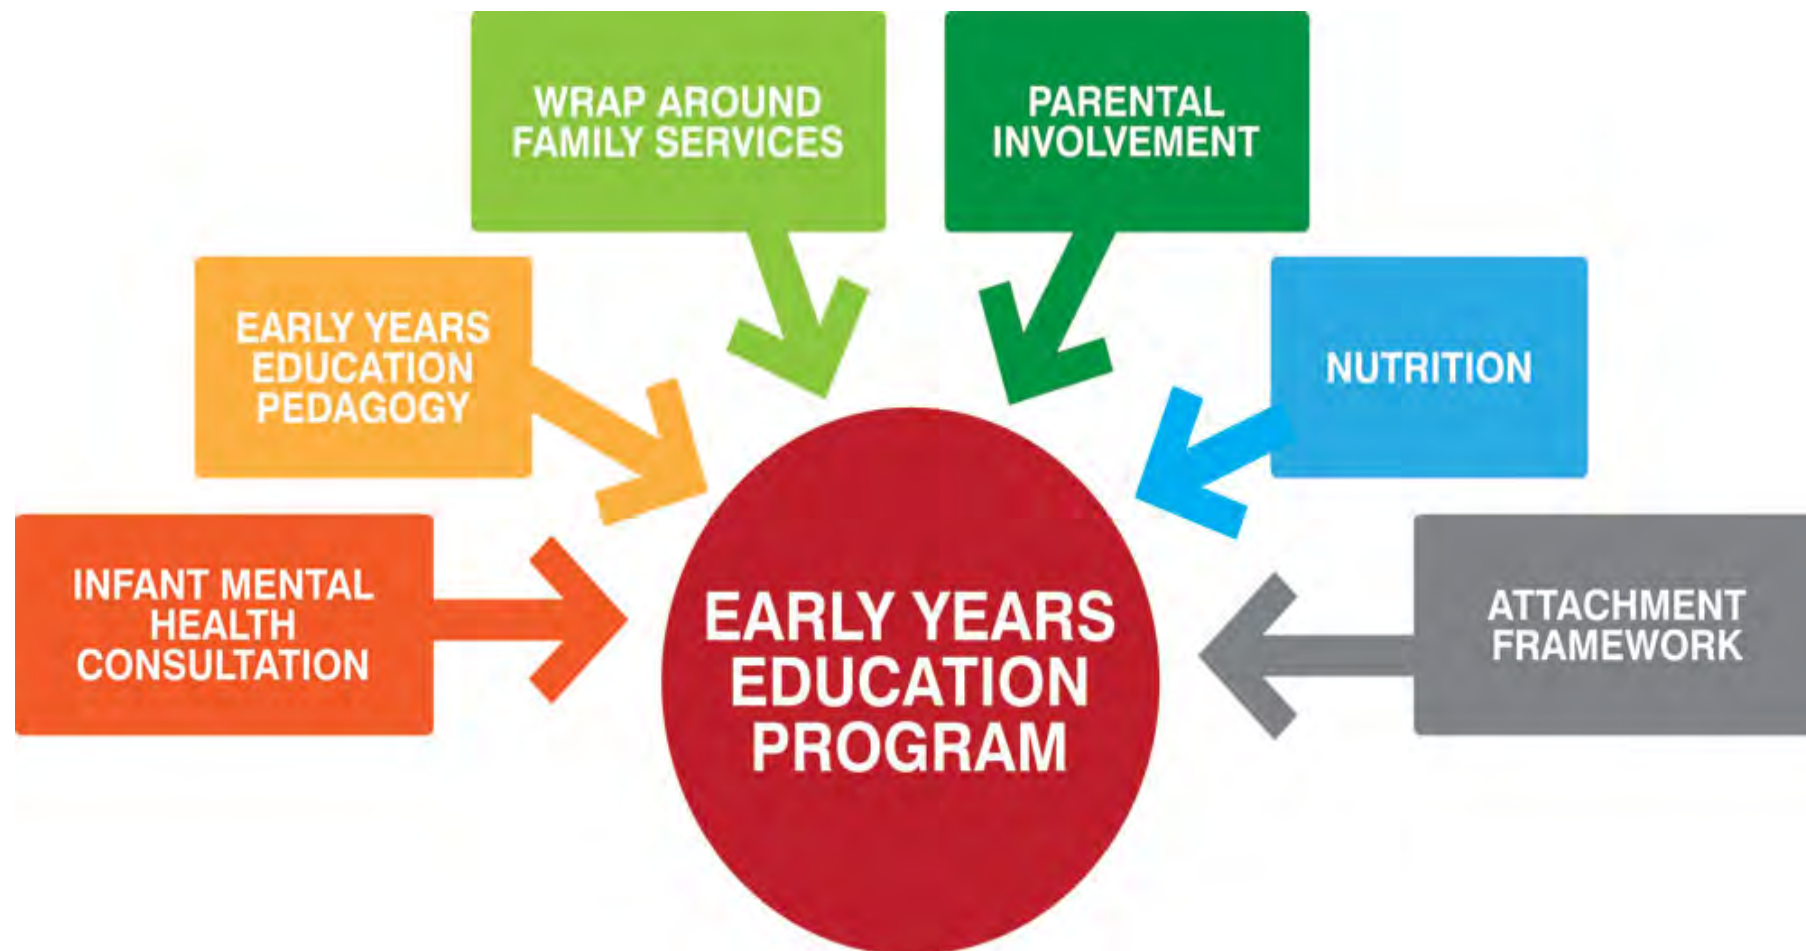 WRAP AROUND
FAMILY SERVICES
PARENTAL
INVOLVEMENT
EARLY YEARS
EDUCATION
PEDAGOGY
NUTRITION
INFANT MENTAL
HEALTH
CONSULTATION
EARLY YEARS
EDUCATION
PROGRAM
ATTACHMENT
FRAMEWORK